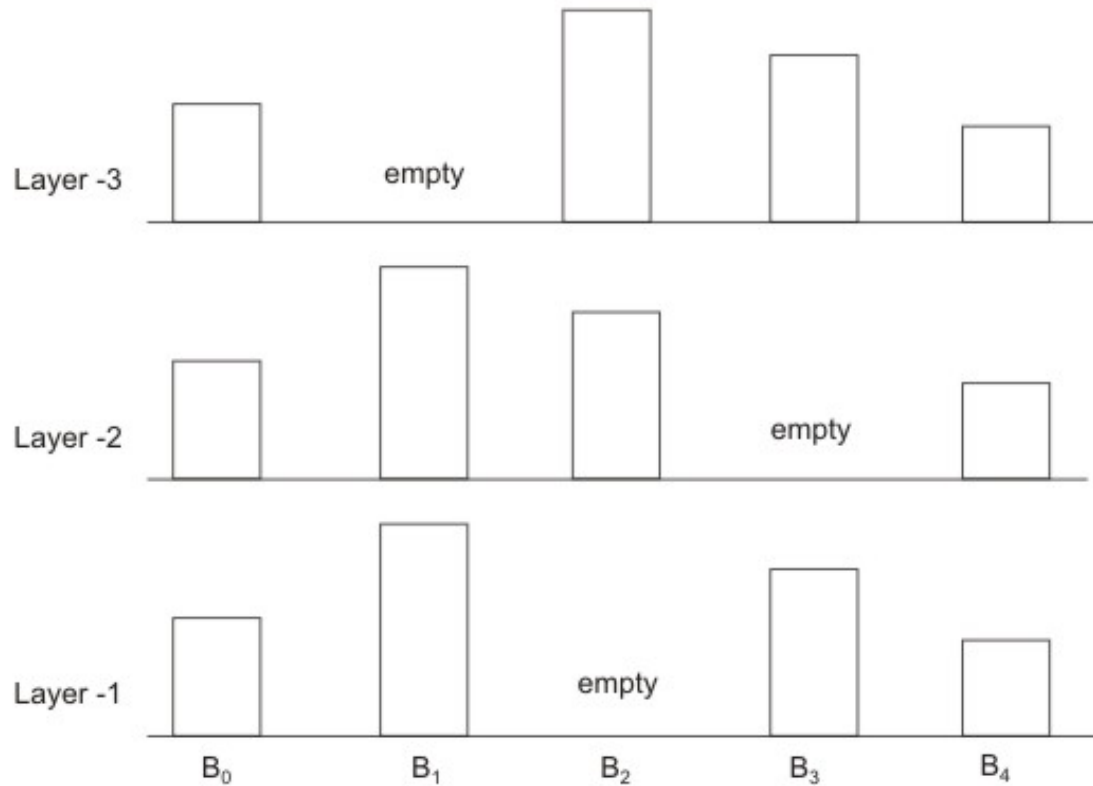 Layer -3
empty
Layer -2
empty
Layer -1
empty
B₀ B₁ B₂ B₃ B₄